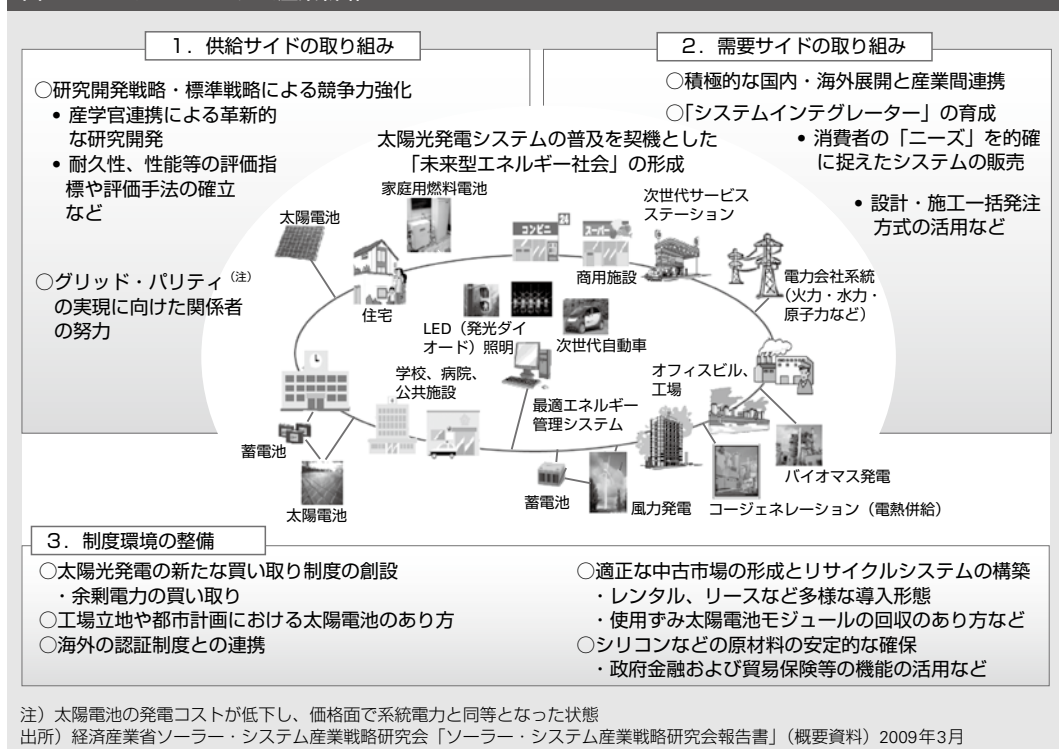 1．供給サイドの取り組み
○研究開発戦略・標準戦略による競争力強化
• 産学官連携による革新的
な研究開発
• 耐久性、性能等の評価指
標や評価手法の確立
など
○グリッド・パリティ（注）
の実現に向けた関係者
の努力
2．需要サイドの取り組み
○積極的な国内・海外展開と産業間連携
○「システムインテグレーター」の育成
• 消費者の「ニーズ」を的確
に捉えたシステムの販売
• 設計・施工一括発注
方式の活用など
太陽光発電システムの普及を契機とした
「未来型エネルギー社会」の形成
家庭用燃料電池
太陽電池
住宅
コンビニ
24
スーパー
商用施設
次世代サービス
ステーション
電力会社系統
（火力・水力・
原子力など）
LED（発光ダイ
オード）照明
次世代自動車
学校、病院、
公共施設
最適エネルギー
管理システム
オフィスビル、
工場
蓄電池
太陽電池
蓄電池
風力発電
コージェネレーション（電熱併給）
バイオマス発電
3．制度環境の整備
○太陽光発電の新たな買い取り制度の創設
・余剰電力の買い取り
○工場立地や都市計画における太陽電池のあり方
○海外の認証制度との連携
○適正な中古市場の形成とリサイクルシステムの構築
・レンタル、リースなど多様な導入形態
・使用ずみ太陽電池モジュールの回収のあり方など
○シリコンなどの原材料の安定的な確保
・政府金融および貿易保険等の機能の活用など
注）太陽電池の発電コストが低下し、価格面で系統電力と同等となった状態
出所）経済産業省ソーラー・システム産業戦略研究会「ソーラー・システム産業戦略研究会報告書」（概要資料）2009年3月